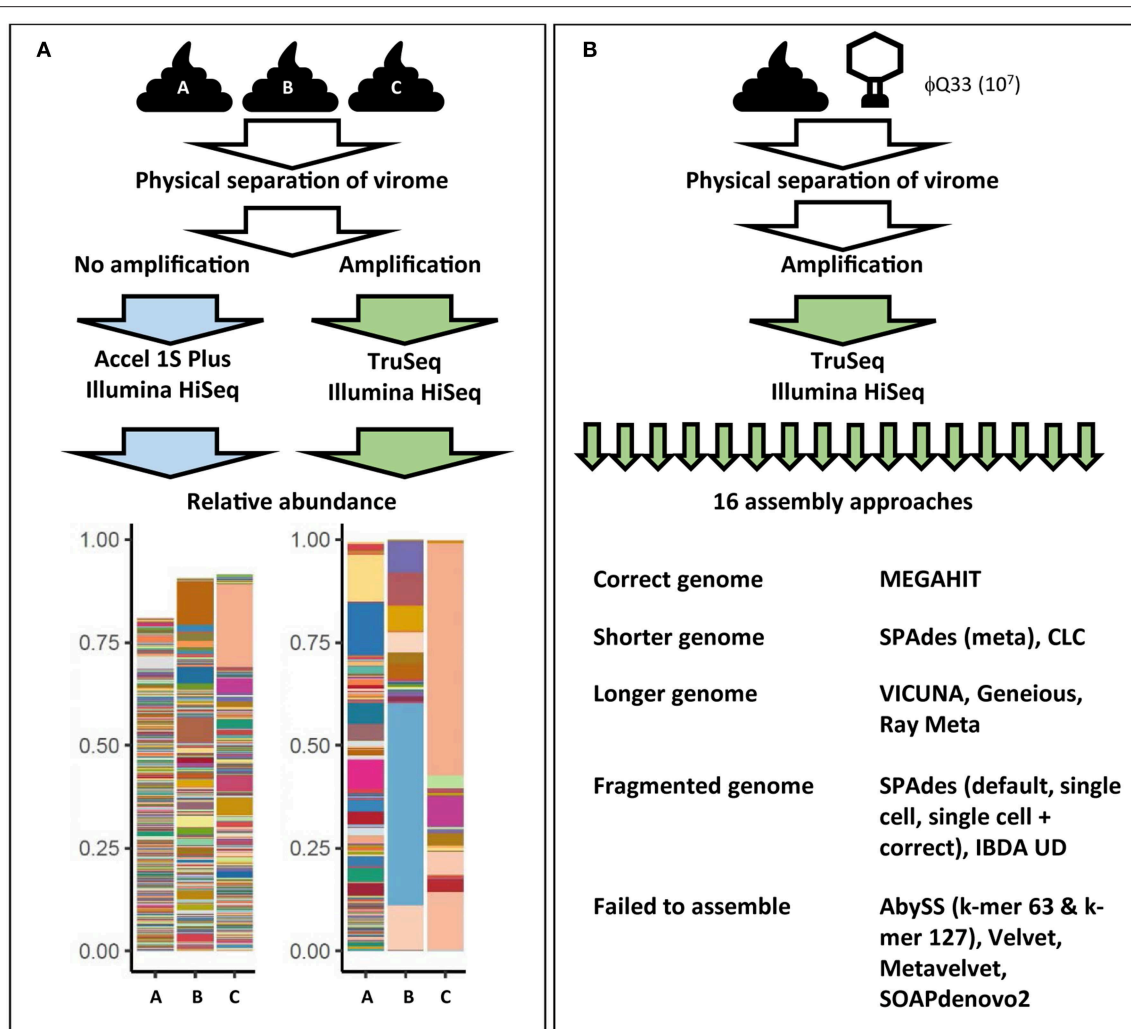 A
A B C
Physical separation of virome
No amplification Amplification
Accel 1S Plus
Illumina HiSeq
TruSeq
Illumina HiSeq
Relative abundance
1.00
0.75
0.50
0.25
0.00
A B C
1.00
0.75
0.50
0.25
0.00
A B C
B
ϕQ33 (10⁷)
Physical separation of virome
Amplification
TruSeq
Illumina HiSeq
16 assembly approaches
Correct genome MEGAHIT
Shorter genome SPAdes (meta), CLC
Longer genome VICUNA, Geneious,
Ray Meta
Fragmented genome SPAdes (default, single
cell, single cell +
correct), IBDA UD
Failed to assemble AbySS (k-mer 63 & k-
mer 127), Velvet,
Metavelvet,
SOAPdenovo2